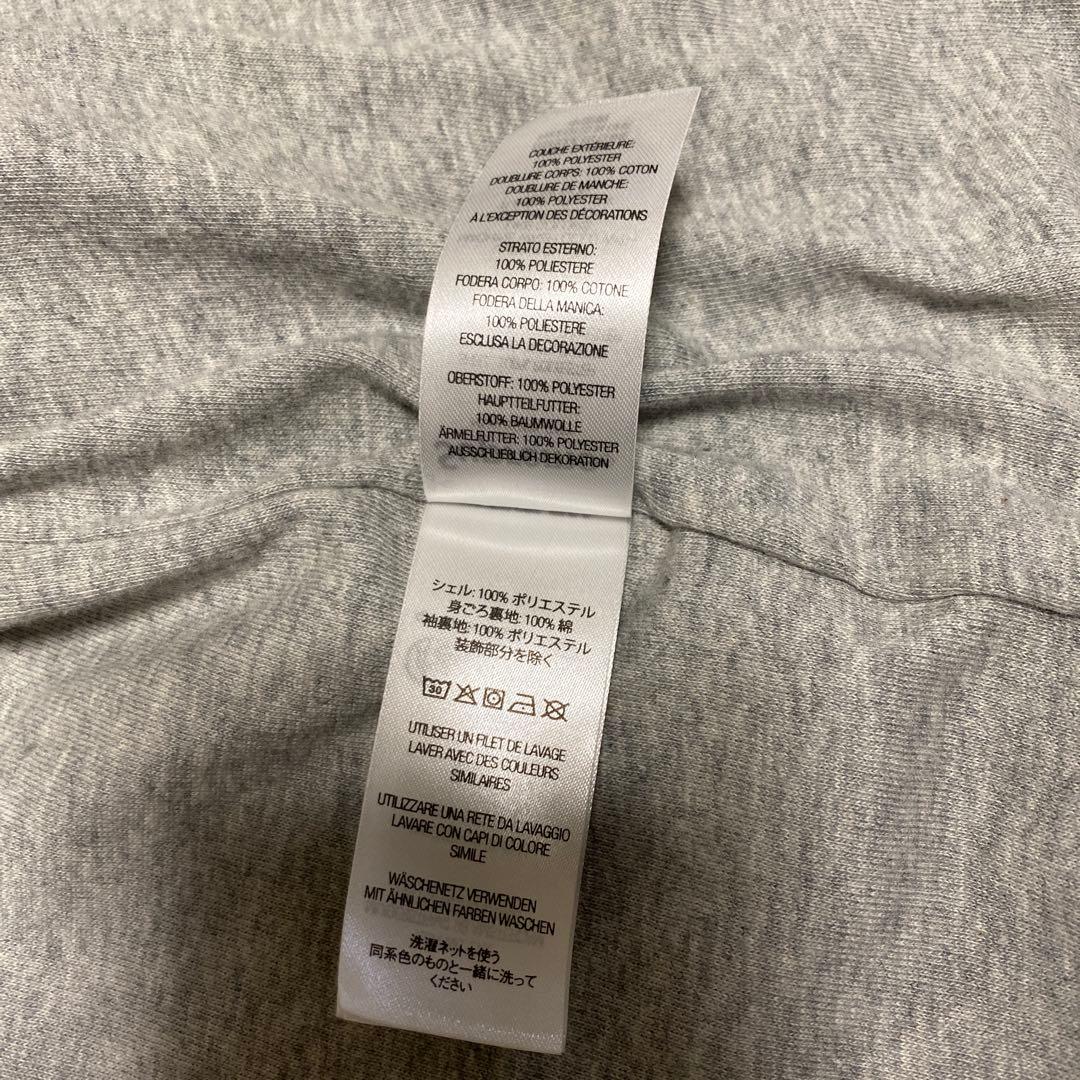 COUCHE EXTÉRIEURE:
100% POLYESTER
DOUBLURE CORPS: 100% COTON
DOUBLURE DE MANCHE:
100% POLYESTER
A L'EXCEPTION DES DÉCORATIONS
STRATO ESTERNO:
100% POLIESTERE
FODERA CORPO: 100% COTONE
FODERA DELLA MANICA:
100% POLIESTERE
ESCLUSA LA DECORAZIONE
OBERSTOFF: 100% POLYESTER
HAUPTTEILFUTTER:
100% BAUMWOLLE
ÄRMELFUTTER: 100% POLYESTER
AUSSCHLIEßLICH DEKORATION
シェル: 100% ポリエステル
身ごろ裏地: 100% 綿
袖裏地: 100% ポリエステル
装飾部分を除く
30
UTILISER UN FILET DE LAVAGE
LAVER AVEC DES COULEURS
SIMILAIRES
UTILIZZARE UNA RETE DA LAVAGGIO
LAVARE CON CAPI DI COLORE
SIMILE
WÄSCHENETZ VERWENDEN
MIT ÄHNLICHEN FARBEN WASCHEN
洗濯ネットを使う
同系色のものと一緒に洗って
ください